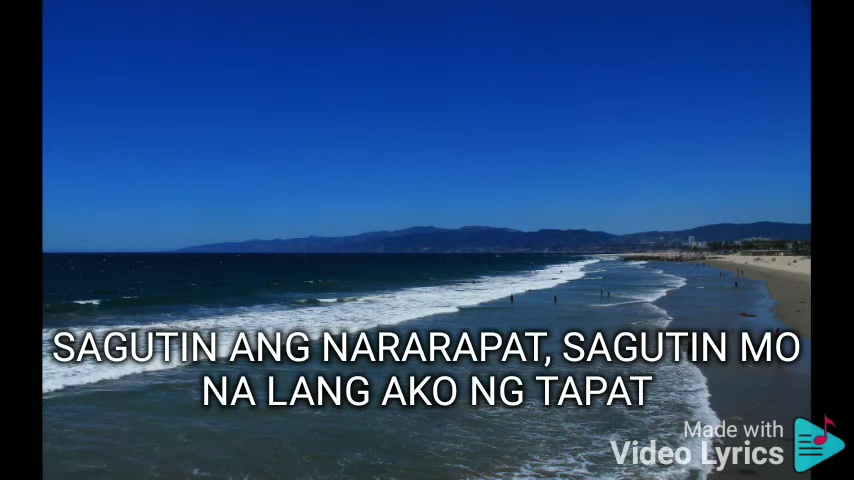 SAGUTIN ANG NARARAPAT, SAGUTIN MO
NA LANG AKO NG TAPAT
Made with
Video Lyrics